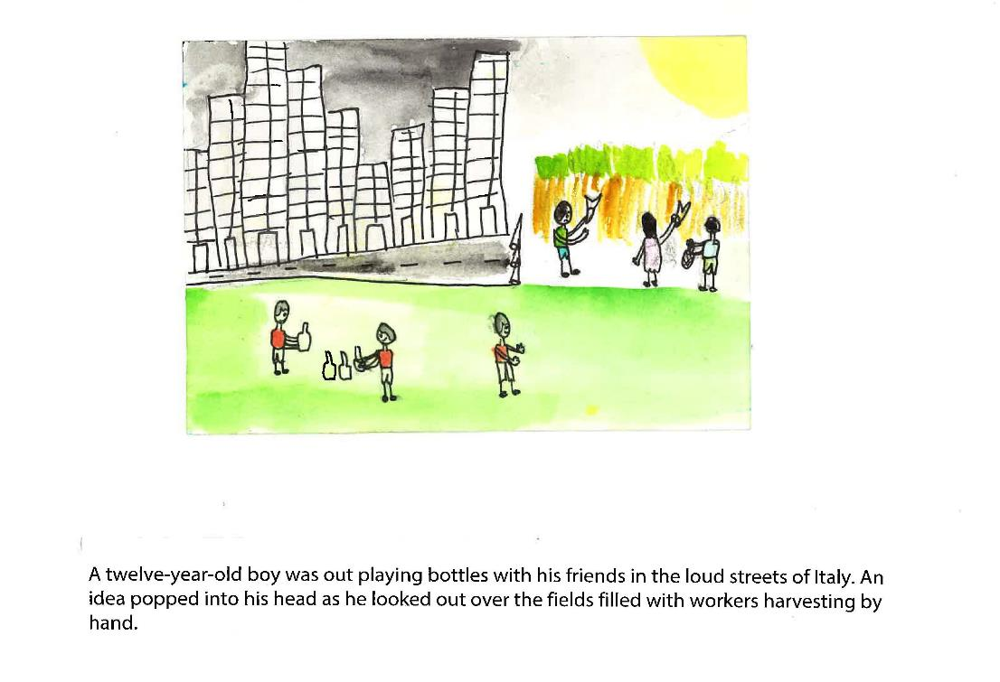 A twelve-year-old boy was out playing bottles with his friends in the loud streets of Italy. An
idea popped into his head as he looked out over the fields filled with workers harvesting by
hand.